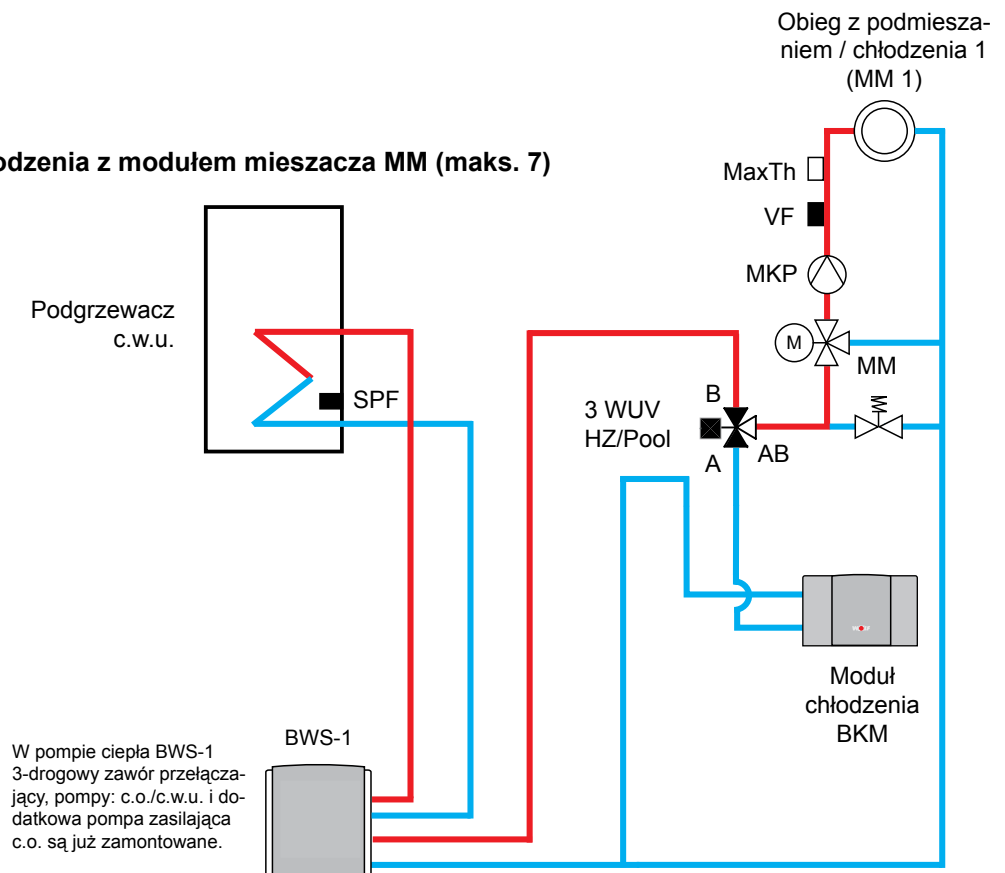 Obieg z podmiesza-
niem / chłodzenia 1
(MM 1)
odzenia z modułem mieszacza MM (maks. 7)
MaxTh
VF
MKP
M
MM
Podgrzewacz
c.w.u.
SPF
B
3 WUV
HZ/Pool
AB
A
Moduł
chłodzenia
BKM
BWS-1
W pompie ciepła BWS-1
3-drogowy zawór przełącza-
jący, pompy: c.o./c.w.u. i do-
datkowa pompa zasilająca
c.o. są już zamontowane.